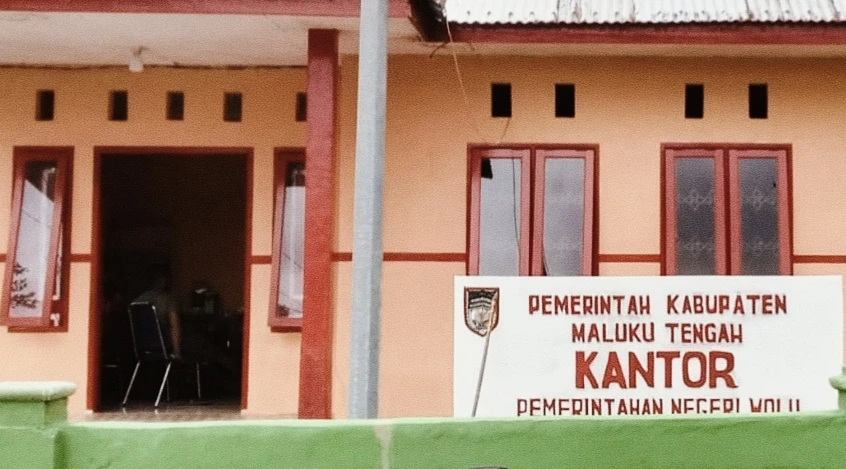 PEMERINTAH KABUPATEN
MALUKU TENGAH
KANTOR
PEMERINTAHAN NEGERI WOLU